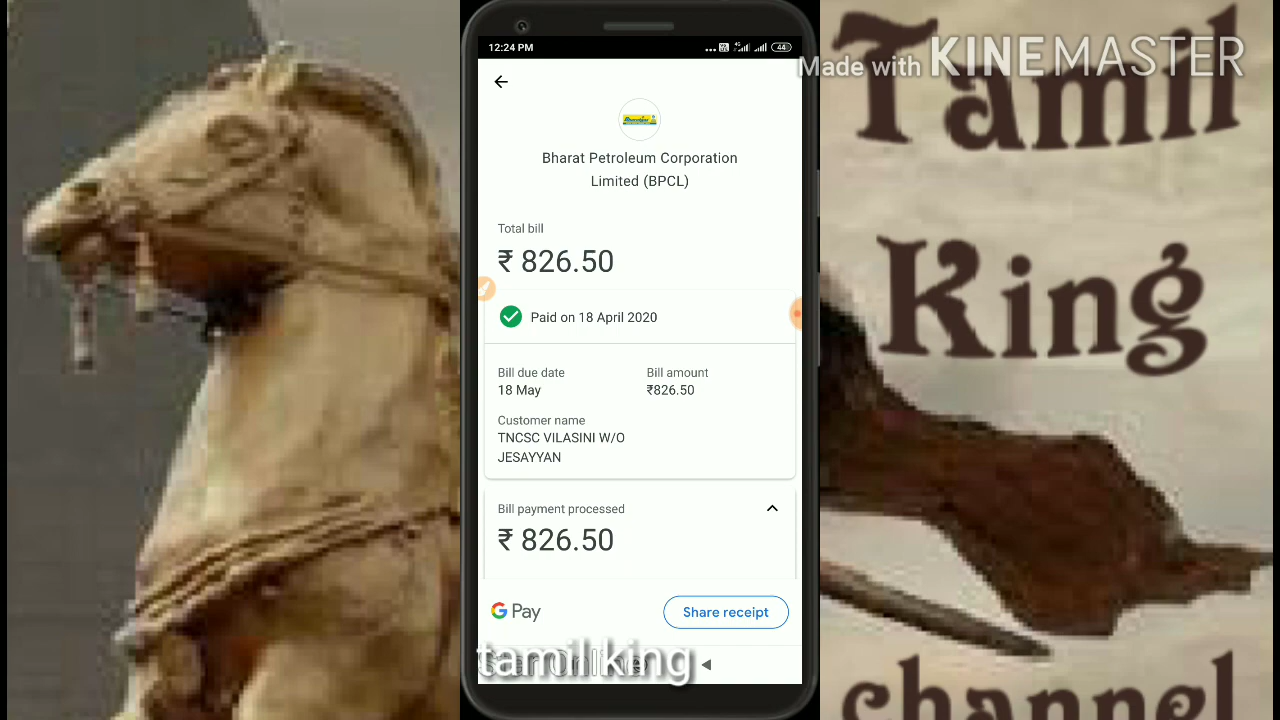 12:24 PM
44
Made with KINEMASTER
Tamil
King
channel
Bharat Petroleum Corporation
Limited (BPCL)
Total bill
₹ 826.50
Paid on 18 April 2020
Bill due date
Bill amount
18 May
₹826.50
Customer name
TNCSC VILASINI W/O
JESAYYAN
Bill payment processed
₹ 826.50
G Pay
Share receipt
tamil king